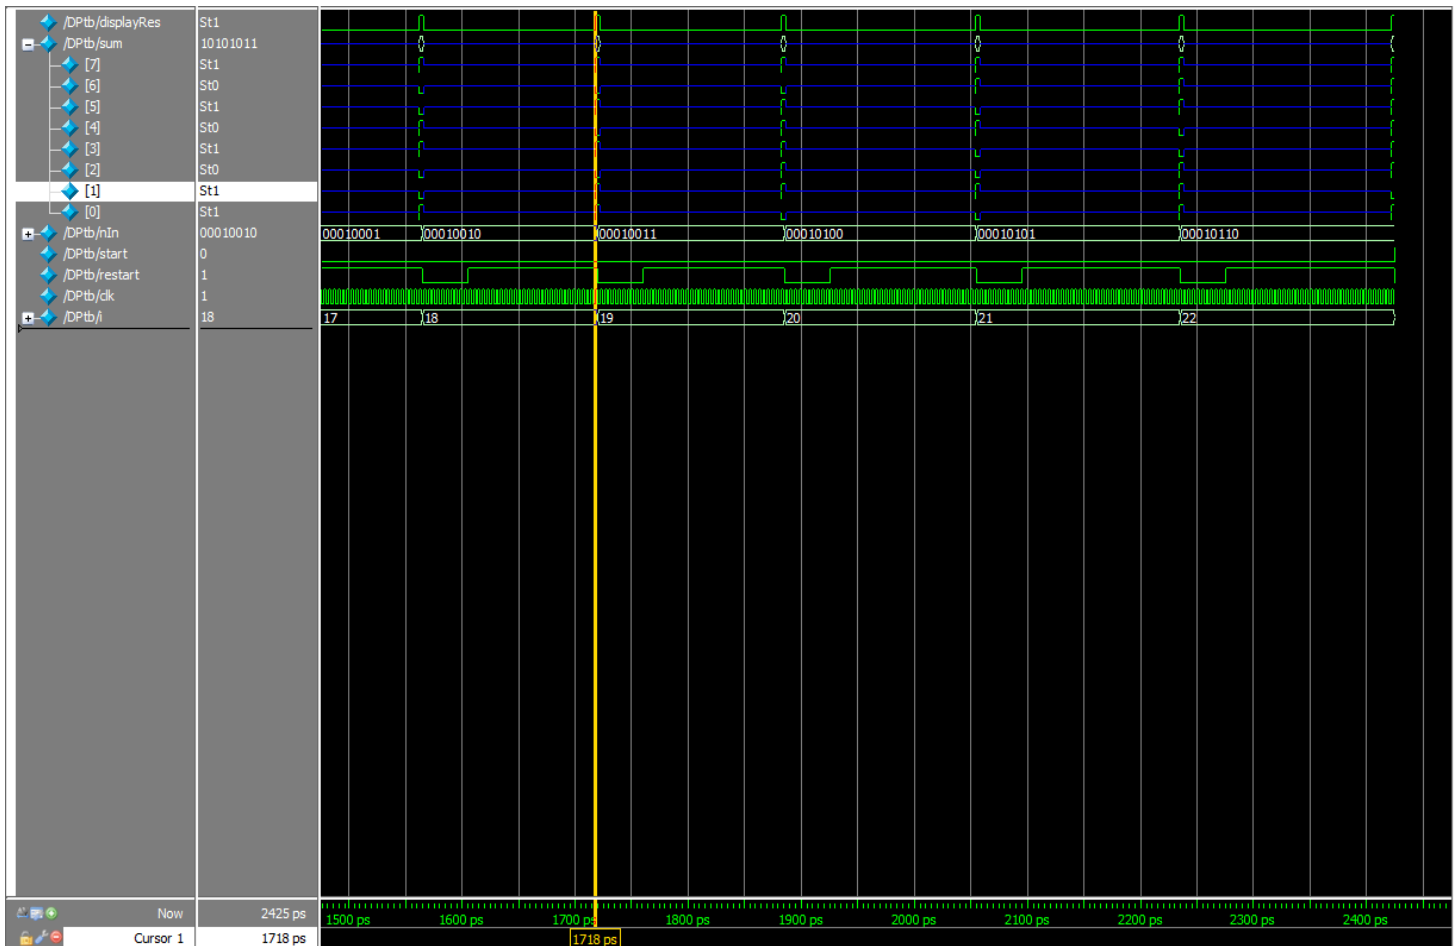 /DPtb/displayRes St1
/DPtb/sum 10101011
[7] St1
[6] St0
[5] St1
[4] St0
[3] St1
[2] St0
[1] St1
[0] St1
/DPtb/nIn 00010010 00010001 00010010 00010011 00010100 00010101 00010110
/DPtb/start 0
/DPtb/restart 1
/DPtb/clk 1
/DPtb/i 18 17 18 19 20 21 22
Now 2425 ps 1500 ps 1600 ps 1700 ps 1800 ps 1900 ps 2000 ps 2100 ps 2200 ps 2300 ps 2400 ps
Cursor 1 1718 ps 1718 ps